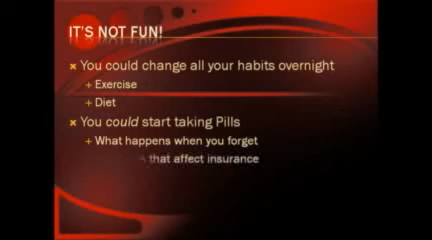 IT'S NOT FUN!
You could change all your habits overnight
Exercise
Diet
You could start taking Pills
What happens when you forget
that affect insurance